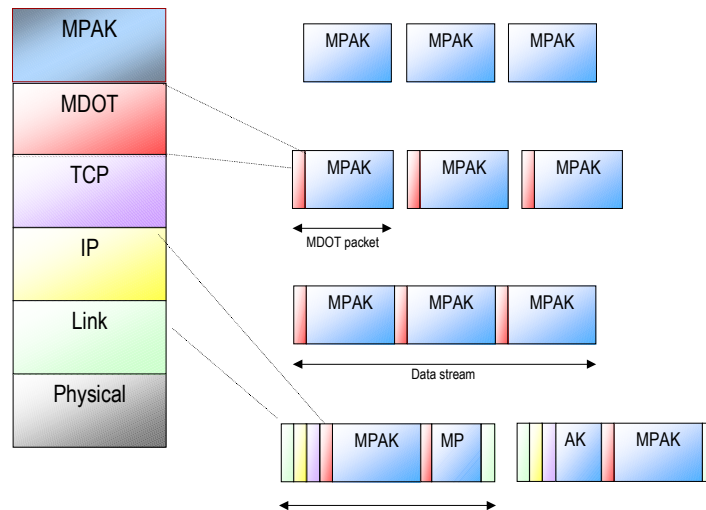 MPAK
MDOT
TCP
IP
Link
Physical
MPAK MPAK MPAK
MPAK MPAK MPAK
MDOT packet
MPAK MPAK MPAK
Data stream
MPAK MP AK MPAK